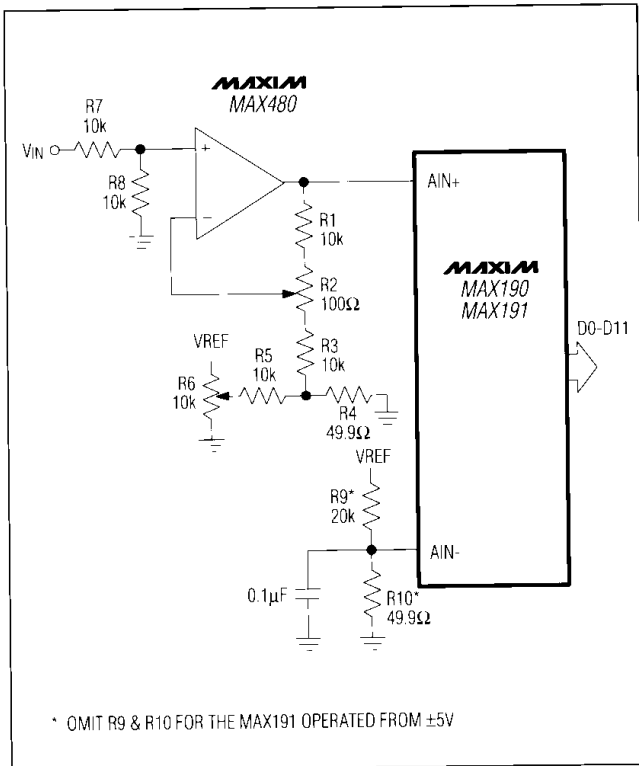 MAXIM
MAX480
R7
10k
VIN
+
R8
10k
−
AIN+
R1
10k
MAXIM
MAX190
MAX191
R2
100Ω
D0-D11
VREF
R3
10k
R5
10k
R6
10k
R4
49.9Ω
VREF
R9*
20k
AIN-
0.1µF
R10*
49.9Ω
* OMIT R9 & R10 FOR THE MAX191 OPERATED FROM ±5V